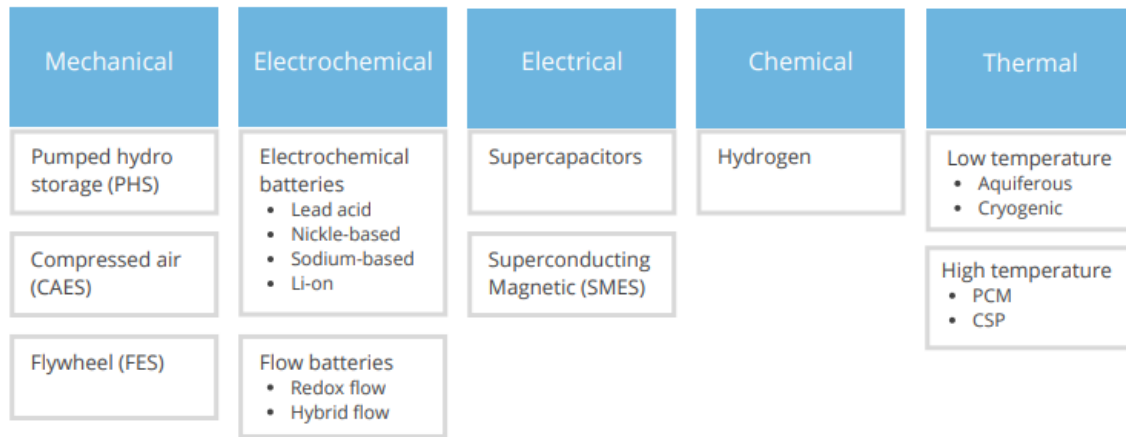 Mechanical
Pumped hydro
storage (PHS)
Compressed air
(CAES)
Flywheel (FES)
Electrochemical
Electrochemical
batteries
• Lead acid
• Nickle-based
• Sodium-based
• Li-on
Flow batteries
• Redox flow
• Hybrid flow
Electrical
Supercapacitors
Superconducting
Magnetic (SMES)
Chemical
Hydrogen
Thermal
Low temperature
• Aquiferous
• Cryogenic
High temperature
• PCM
• CSP